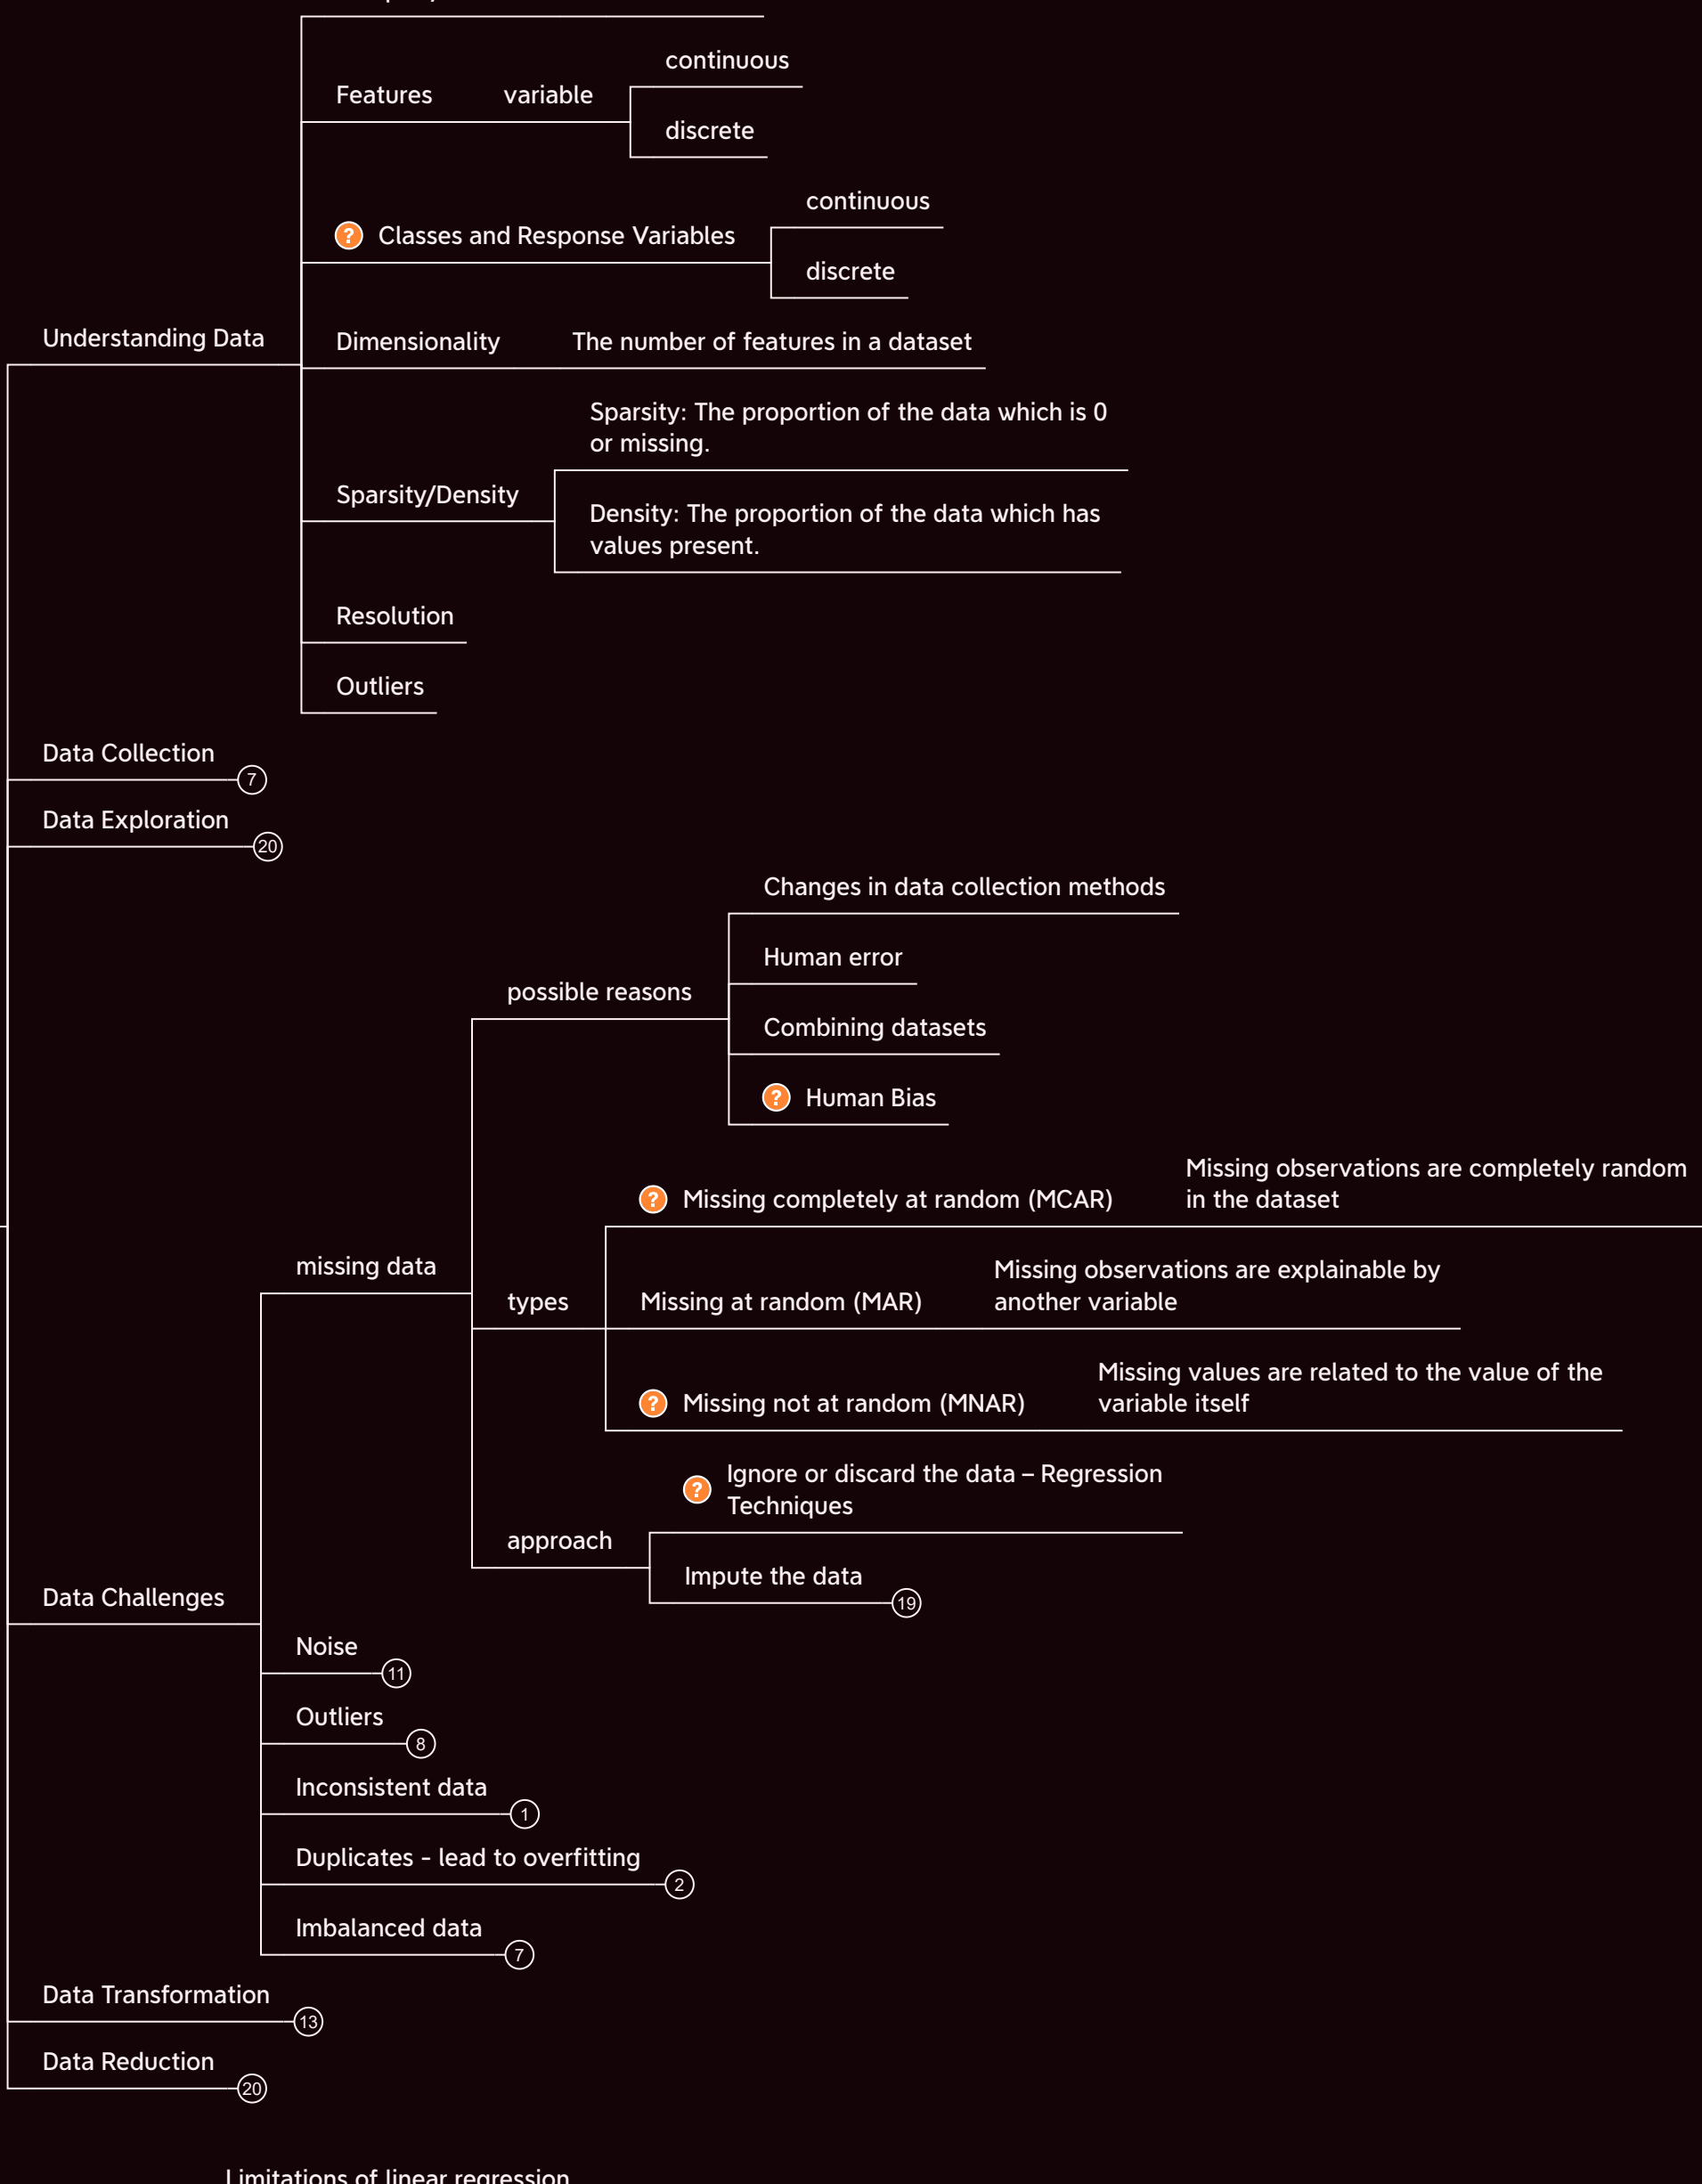 continuous
Features
variable
discrete
continuous
? Classes and Response Variables
discrete
Understanding Data
Dimensionality
The number of features in a dataset
Sparsity: The proportion of the data which is 0
or missing.
Sparsity/Density
Density: The proportion of the data which has
values present.
Resolution
Outliers
Data Collection
7
Data Exploration
20
Changes in data collection methods
Human error
possible reasons
Combining datasets
? Human Bias
Missing observations are completely random
in the dataset
? Missing completely at random (MCAR)
missing data
Missing observations are explainable by
another variable
types
Missing at random (MAR)
Missing values are related to the value of the
variable itself
? Missing not at random (MNAR)
? Ignore or discard the data – Regression
Techniques
approach
Impute the data
19
Data Challenges
Noise
11
Outliers
8
Inconsistent data
1
Duplicates - lead to overfitting
2
Imbalanced data
7
Data Transformation
13
Data Reduction
20
Limitations of linear regression